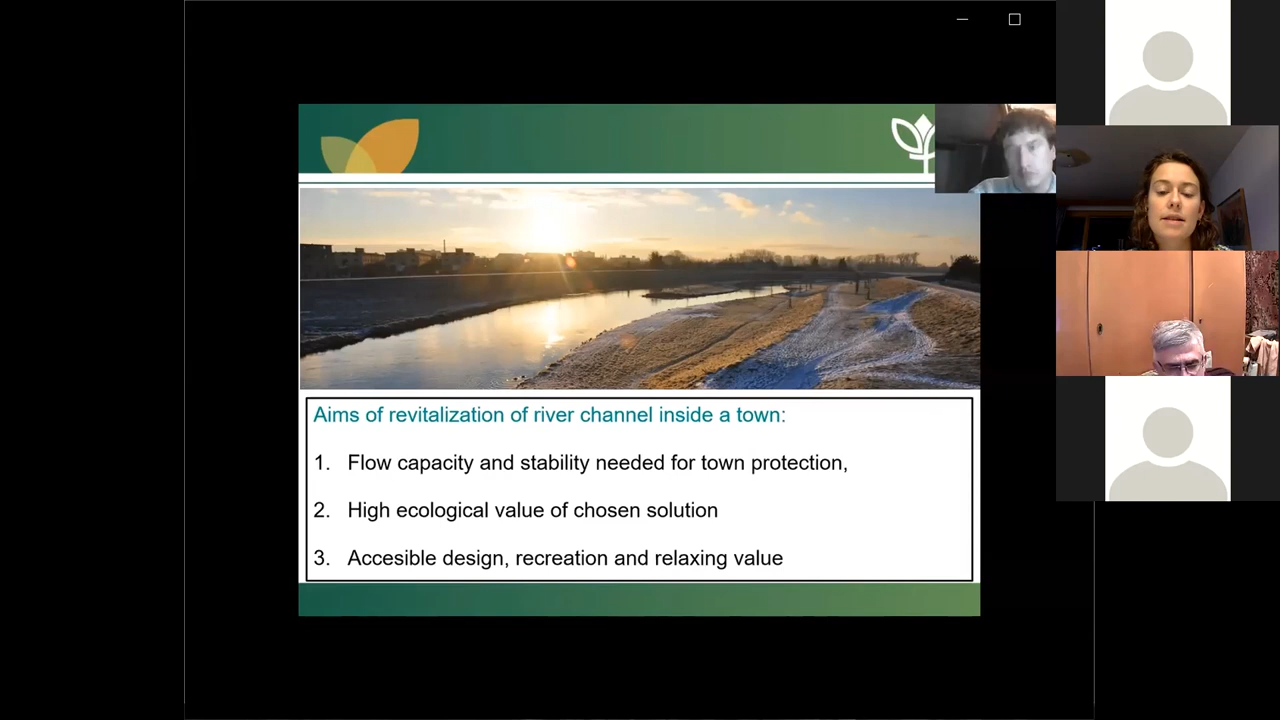 Aims of revitalization of river channel inside a town:
1. Flow capacity and stability needed for town protection,
2. High ecological value of chosen solution
3. Accesible design, recreation and relaxing value